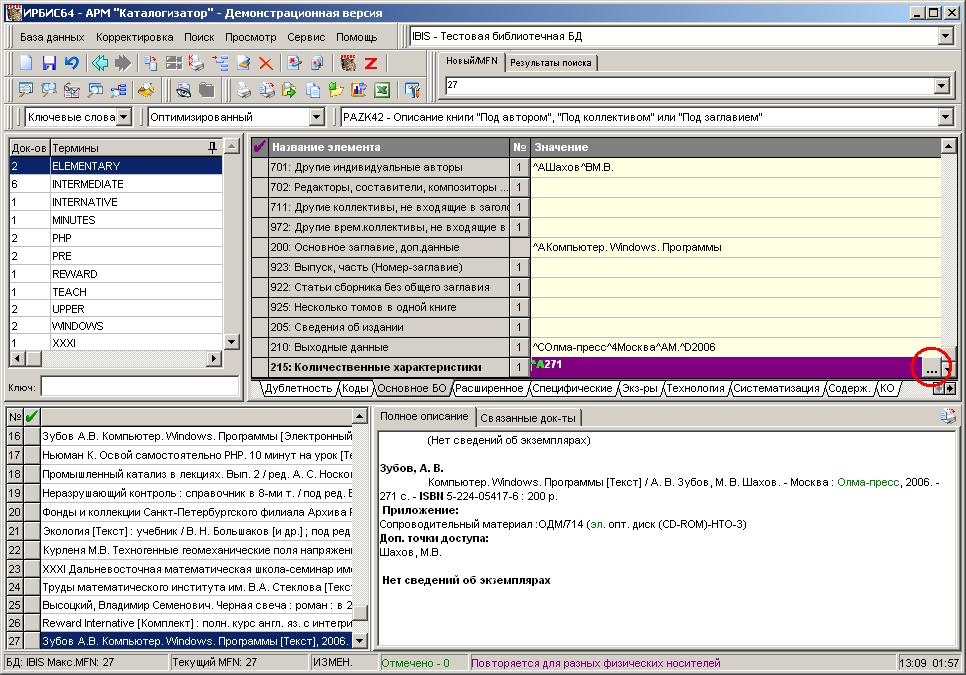 ИРБИС64 - АРМ "Каталогизатор" - Демонстрационная версия
База данных Корректировка Поиск Просмотр Сервис Помощь
IBIS - Тестовая библиотечная БД
Новый/MFN Результаты поиска
27
Ключевые слова Оптимизированный PAZK42 - Описание книги "Под автором", "Под коллективом" или "Под заглавием"
Док-ов Термины
2 ELEMENTARY
6 INTERMEDIATE
1 INTERNATIVE
1 MINUTES
2 PHP
2 PRE
1 REWARD
1 TEACH
2 UPPER
2 WINDOWS
1 XXXI
Ключ:
Название элемента № Значение
701: Другие индивидуальные авторы 1 ^AШахов^BМ.В.
702: Редакторы, составители, композиторы ... 1
711: Другие коллективы, не входящие в загол 1
972: Другие врем.коллективы, не входящие в 1
200: Основное заглавие, доп.данные 1 ^AКомпьютер. Windows. Программы
923: Выпуск, часть (Номер-заглавие) 1
922: Статьи сборника без общего заглавия 1
925: Несколько томов в одной книге 1
205: Сведения об издании 1
210: Выходные данные 1 ^CОлма-пресс^4Москва^AМ.^D2006
215: Количественные характеристики 1 ^A271 ...
Дублетность Коды Основное БО Расширенное Специфические Экз-ры Технология Систематизация Содерж. КО
№
16 Зубов А.В. Компьютер. Windows. Программы [Электронный
17 Ньюман К. Освой самостоятельно PHP. 10 минут на урок [Те
18 Промышленный катализ в лекциях. Вып. 2 / ред. А. С. Носко
19 Неразрушающий контроль : справочник в 8-ми т. / под ред. В
20 Фонды и коллекции Санкт-Петербургского филиала Архива Р
21 Экология [Текст] : учебник / В. Н. Большаков [и др.] ; под ред
22 Курленя М.В. Техногенные геомеханические поля напряжен
23 XXXI Дальневосточная математическая школа-семинар име
24 Труды математического института им. В.А. Стеклова [Текс
25 Высоцкий, Владимир Семенович. Черная свеча : роман : в 2
26 Reward Internative [Комплект] : полн. курс англ. яз. с интегри
27 Зубов А.В. Компьютер. Windows. Программы [Текст], 2006.
Полное описание Связанные док-ты
(Нет сведений об экземплярах)
Зубов, А. В.
Компьютер. Windows. Программы [Текст] / А. В. Зубов, М. В. Шахов. - Москва : Олма-пресс, 2006. -
271 с. - ISBN 5-224-05417-6 : 200 р.
Приложение:
Сопроводительный материал :ОДМ/714 (эл. опт. диск (CD-ROM)-НТО-3)
Доп. точки доступа:
Шахов, М.В.
Нет сведений об экземплярах
БД: IBIS Макс.MFN: 27 Текущий MFN: 27 ИЗМЕН. Отмечено - 0 Повторяется для разных физических носителей 13:09 01:57